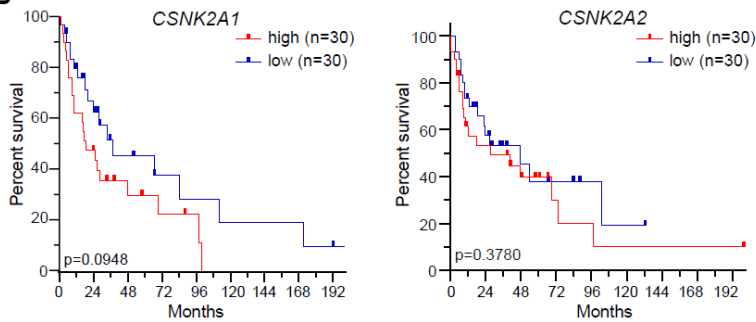 CSNK2A1
high (n=30)
low (n=30)
Percent survival
100
80
60
40
20
0
p=0.0948
0 24 48 72 96 120 144 168 192
Months
CSNK2A2
high (n=30)
low (n=30)
Percent survival
100
80
60
40
20
0
p=0.3780
0 24 48 72 96 120 144 168 192
Months